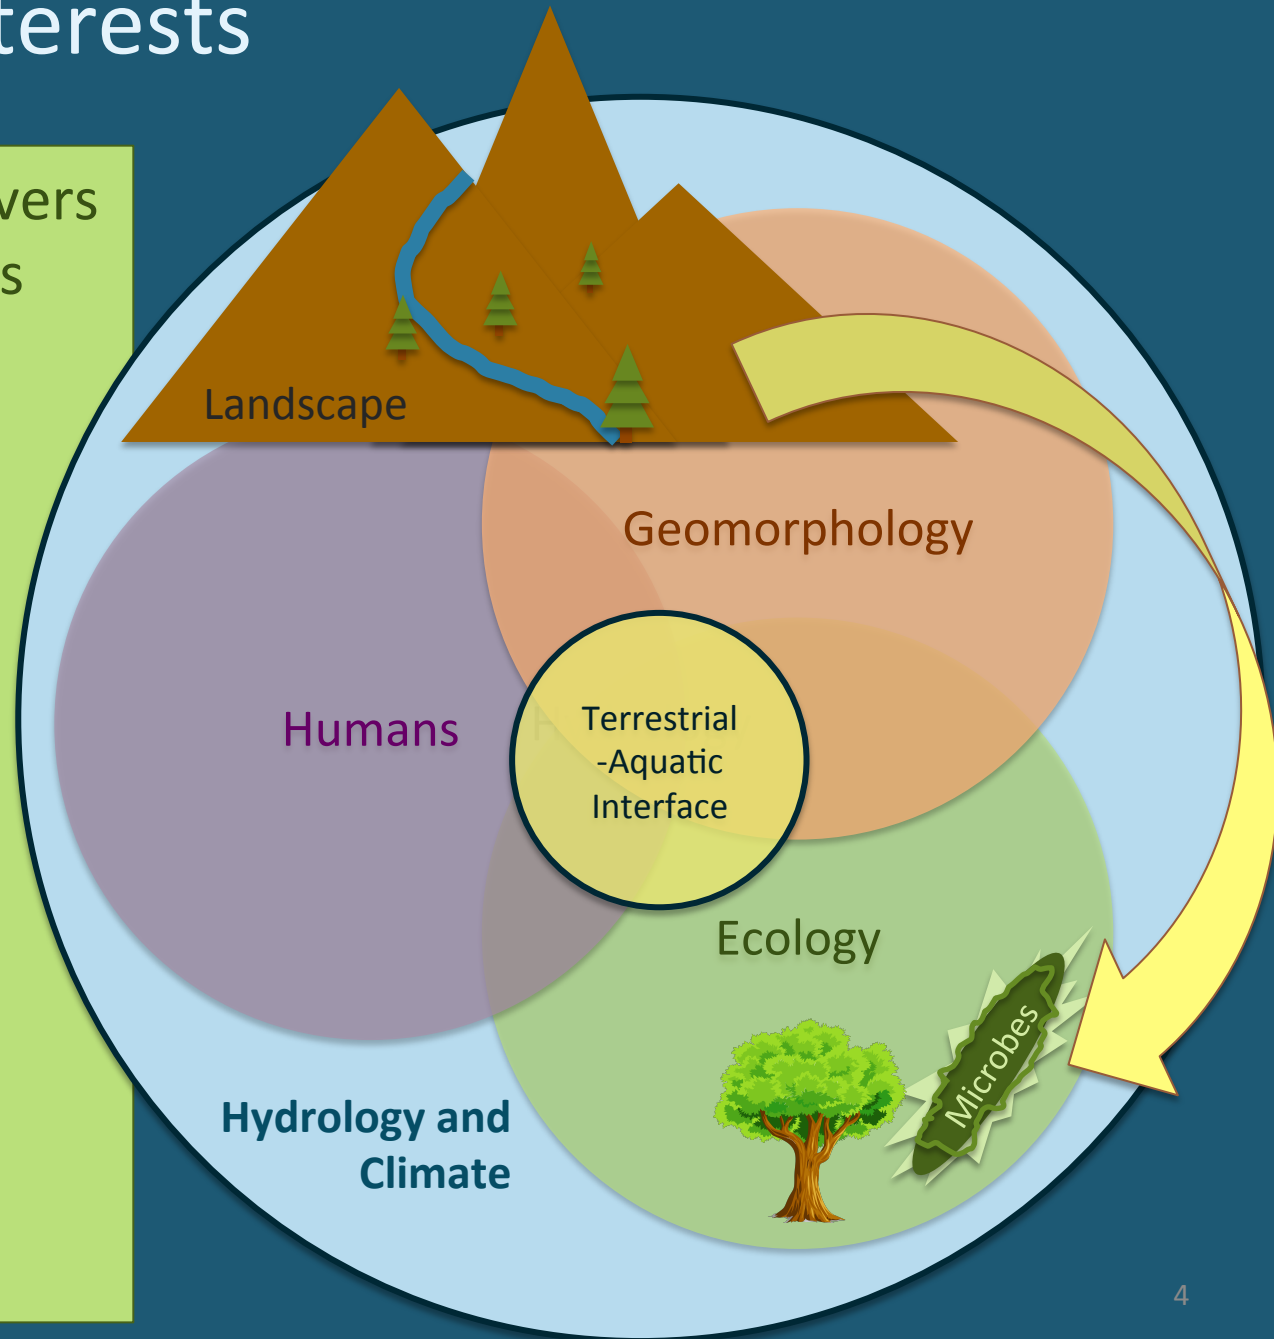 terests
vers
s
Landscape
Geomorphology
Humans
Terrestrial
-Aquatic
Interface
Ecology
Microbes
Hydrology and
Climate
4